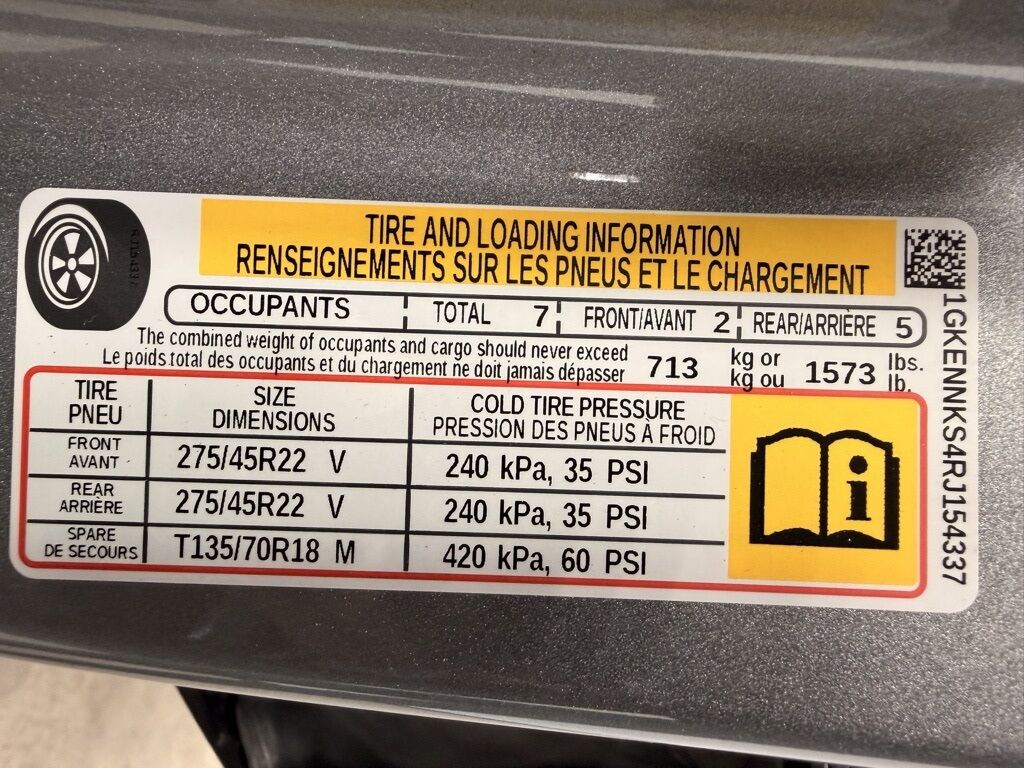 TIRE AND LOADING INFORMATION
RENSEIGNEMENTS SUR LES PNEUS ET LE CHARGEMENT
OCCUPANTS TOTAL 7 FRONT/AVANT 2 REAR/ARRIÈRE 5
The combined weight of occupants and cargo should never exceed 713 kg or 1573 lbs.
Le poids total des occupants et du chargement ne doit jamais dépasser kg ou lb.
TIRE SIZE COLD TIRE PRESSURE
PNEU DIMENSIONS PRESSION DES PNEUS À FROID
FRONT
AVANT 275/45R22 V 240 kPa, 35 PSI
REAR
ARRIÈRE 275/45R22 V 240 kPa, 35 PSI
SPARE
DE SECOURS T135/70R18 M 420 kPa, 60 PSI
1GKENNKS4RJ154337